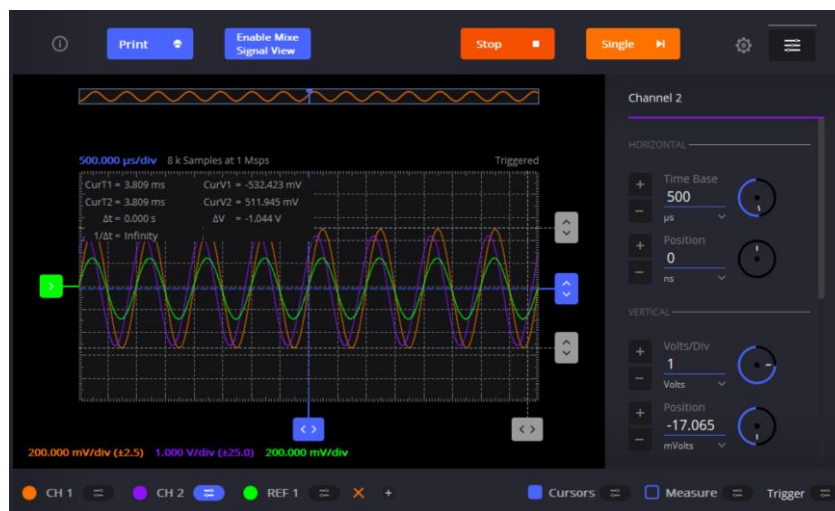 Print
Enable Mixe
Signal View
Stop
Single
Channel 2
HORIZONTAL
500.000 µs/div 8 k Samples at 1 Msps Triggered
CurT1 = 3.809 ms CurV1 = -532.423 mV
CurT2 = 3.809 ms CurV2 = 511.945 mV
Δt = 0.000 s ΔV = -1.044 V
1/Δt = Infinity
+ Time Base
500
− µs
+ Position
0
− ns
VERTICAL
+ Volts/Div
1
− Volts
+ Position
-17.065
− mVolts
200.000 mV/div (±2.5) 1.000 V/div (±25.0) 200.000 mV/div
CH 1 CH 2 REF 1 + Cursors Measure Trigger